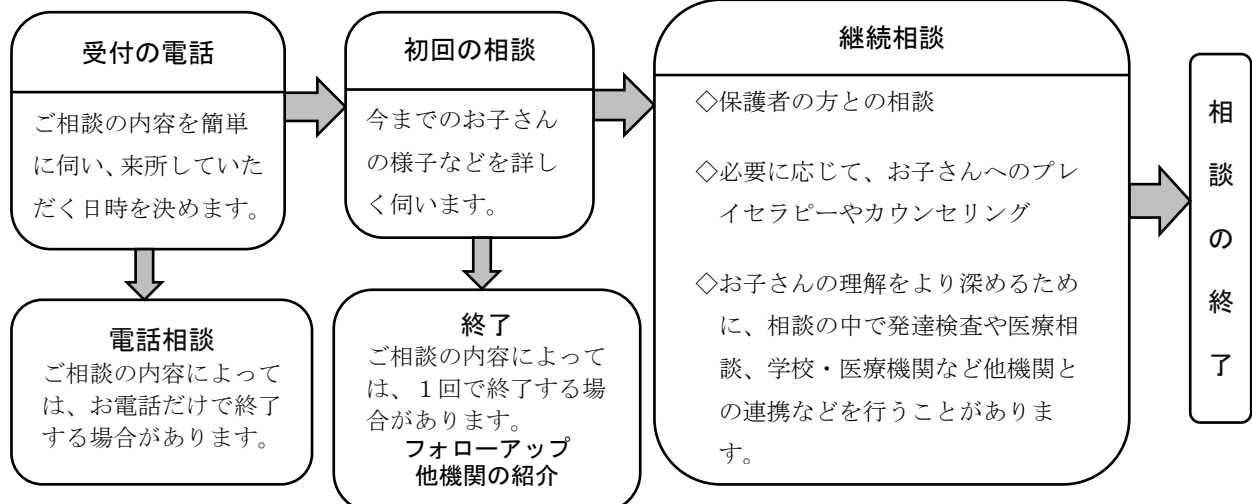 受付の電話
ご相談の内容を簡単
に伺い、来所していた
だく日時を決めます。
電話相談
ご相談の内容によって
は、お電話だけで終了
する場合があります。
初回の相談
今までのお子さん
の様子などを詳し
く伺います。
終了
ご相談の内容によって
は、１回で終了する場
合があります。
フォローアップ
他機関の紹介
継続相談
◇保護者の方との相談
◇必要に応じて、お子さんへのプレ
イセラピーやカウンセリング
◇お子さんの理解をより深めるため
に、相談の中で発達検査や医療相
談、学校・医療機関など他機関と
の連携などを行うことがありま
す。
相談の終了